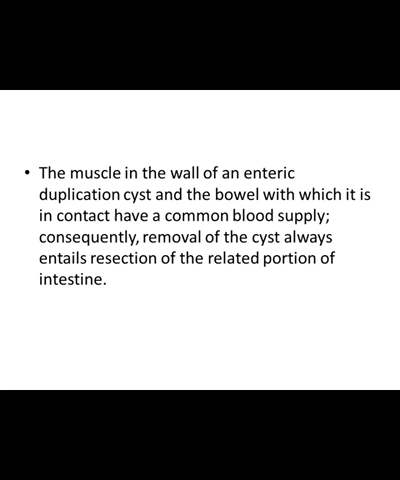 • The muscle in the wall of an enteric
duplication cyst and the bowel with which it is
in contact have a common blood supply;
consequently, removal of the cyst always
entails resection of the related portion of
intestine.